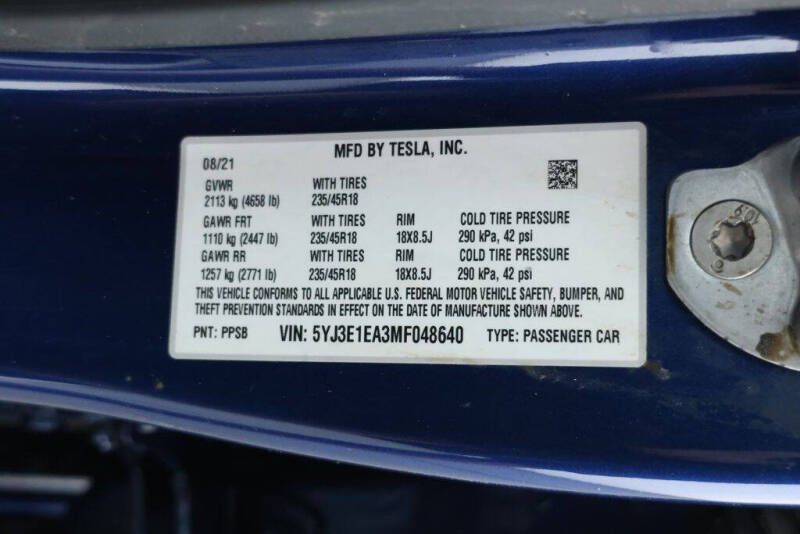 MFD BY TESLA, INC.
08/21
GVWR WITH TIRES
2113 kg (4658 lb) 235/45R18
GAWR FRT WITH TIRES RIM COLD TIRE PRESSURE
1110 kg (2447 lb) 235/45R18 18X8.5J 290 kPa, 42 psi
GAWR RR WITH TIRES RIM COLD TIRE PRESSURE
1257 kg (2771 lb) 235/45R18 18X8.5J 290 kPa, 42 psi
THIS VEHICLE CONFORMS TO ALL APPLICABLE U.S. FEDERAL MOTOR VEHICLE SAFETY, BUMPER, AND
THEFT PREVENTION STANDARDS IN EFFECT ON THE DATE OF MANUFACTURE SHOWN ABOVE.
PNT: PPSB VIN: 5YJ3E1EA3MF048640 TYPE: PASSENGER CAR